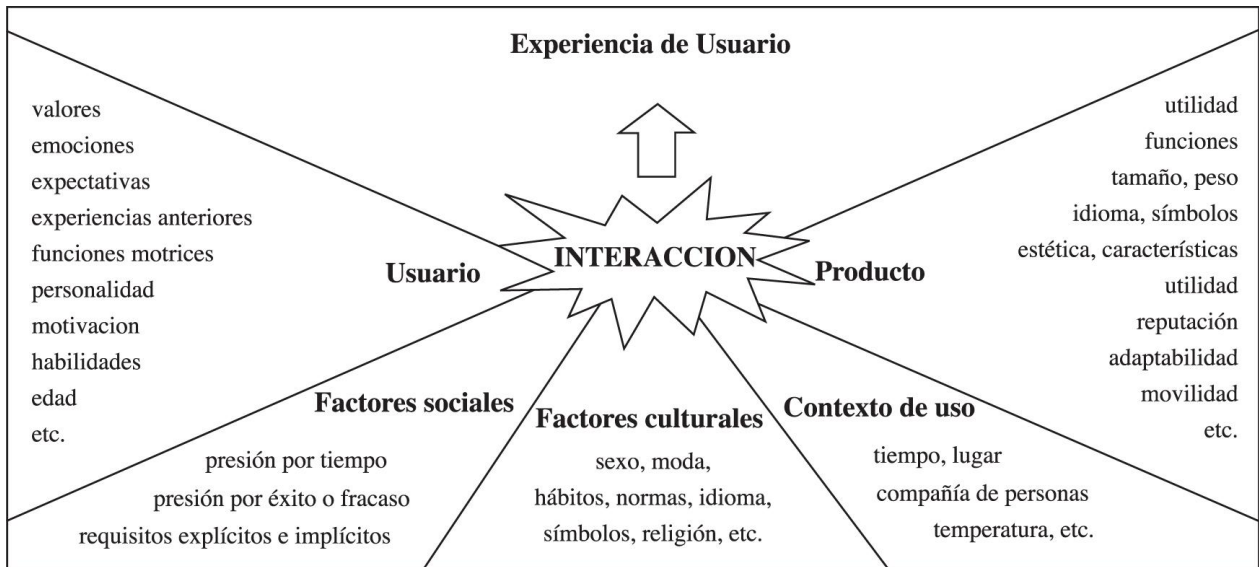 Experiencia de Usuario
valores
emociones
expectativas
experiencias anteriores
funciones motrices
personalidad
motivacion
habilidades
edad
etc.
Usuario
INTERACCION
Producto
utilidad
funciones
tamaño, peso
idioma, símbolos
estética, características
utilidad
reputación
adaptabilidad
movilidad
etc.
Factores sociales
presión por tiempo
presión por éxito o fracaso
requisitos explícitos e implícitos
Factores culturales
sexo, moda,
hábitos, normas, idioma,
símbolos, religión, etc.
Contexto de uso
tiempo, lugar
compañía de personas
temperatura, etc.